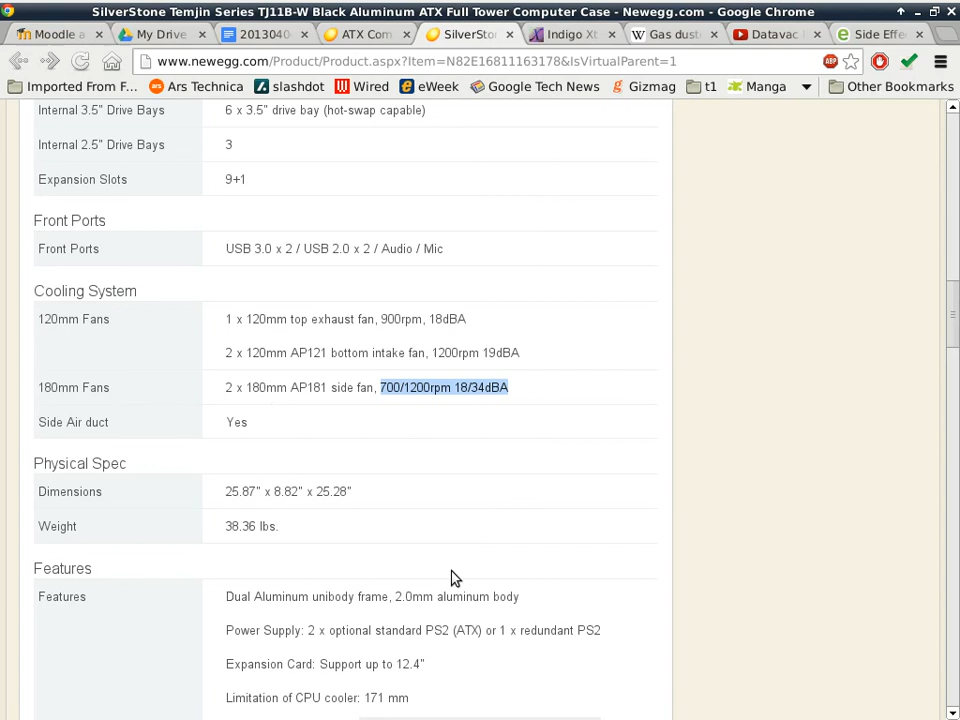 SilverStone Temjin Series TJ11B-W Black Aluminum ATX Full Tower Computer Case - Newegg.com - Google Chrome
Moodle a
My Drive
2013040
ATX Com
SilverSto
Indigo Xt
Gas dust
Datavac
Side Effe
www.newegg.com/Product/Product.aspx?Item=N82E16811163178&IsVirtualParent=1
ABP
Imported From F...
Ars Technica
slashdot
Wired
eWeek
Google Tech News
Gizmag
t1
Manga
Other Bookmarks
Internal 3.5" Drive Bays 6 x 3.5" drive bay (hot-swap capable)
Internal 2.5" Drive Bays 3
Expansion Slots 9+1
Front Ports
Front Ports USB 3.0 x 2 / USB 2.0 x 2 / Audio / Mic
Cooling System
120mm Fans 1 x 120mm top exhaust fan, 900rpm, 18dBA
2 x 120mm AP121 bottom intake fan, 1200rpm 19dBA
180mm Fans 2 x 180mm AP181 side fan, 700/1200rpm 18/34dBA
Side Air duct Yes
Physical Spec
Dimensions 25.87" x 8.82" x 25.28"
Weight 38.36 lbs.
Features
Features Dual Aluminum unibody frame, 2.0mm aluminum body
Power Supply: 2 x optional standard PS2 (ATX) or 1 x redundant PS2
Expansion Card: Support up to 12.4"
Limitation of CPU cooler: 171 mm